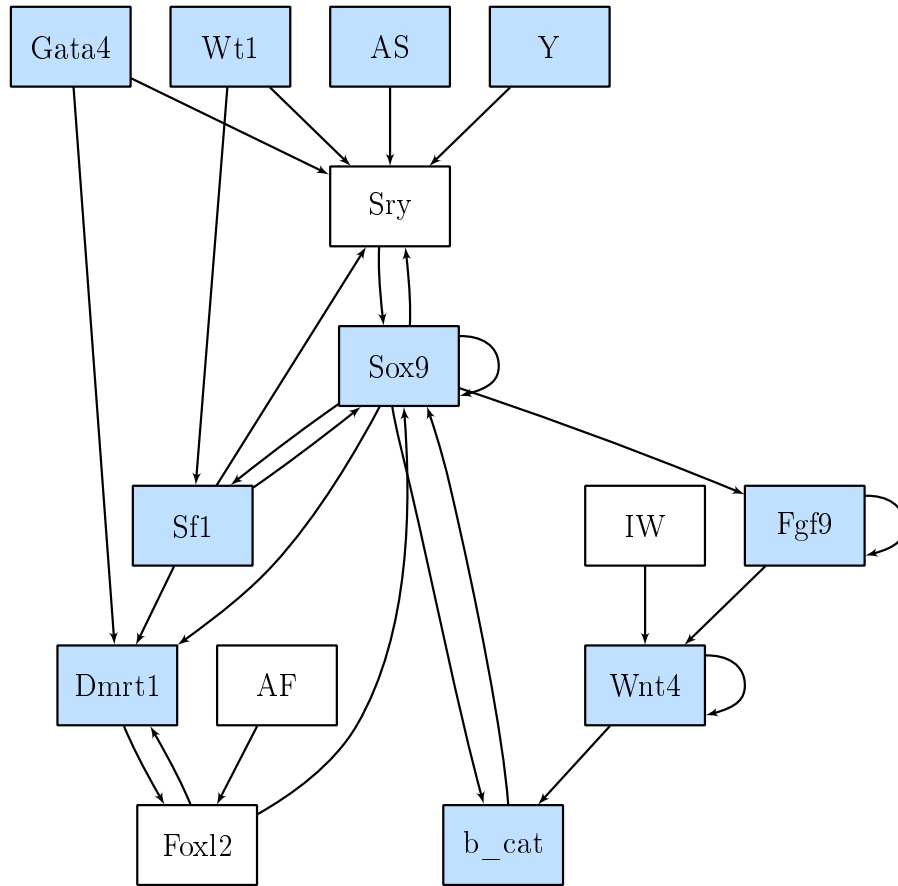 Gata4
Wt1
AS
Y
Sry
Sox9
Sf1
IW
Fgf9
Dmrt1
AF
Wnt4
Foxl2
b_cat